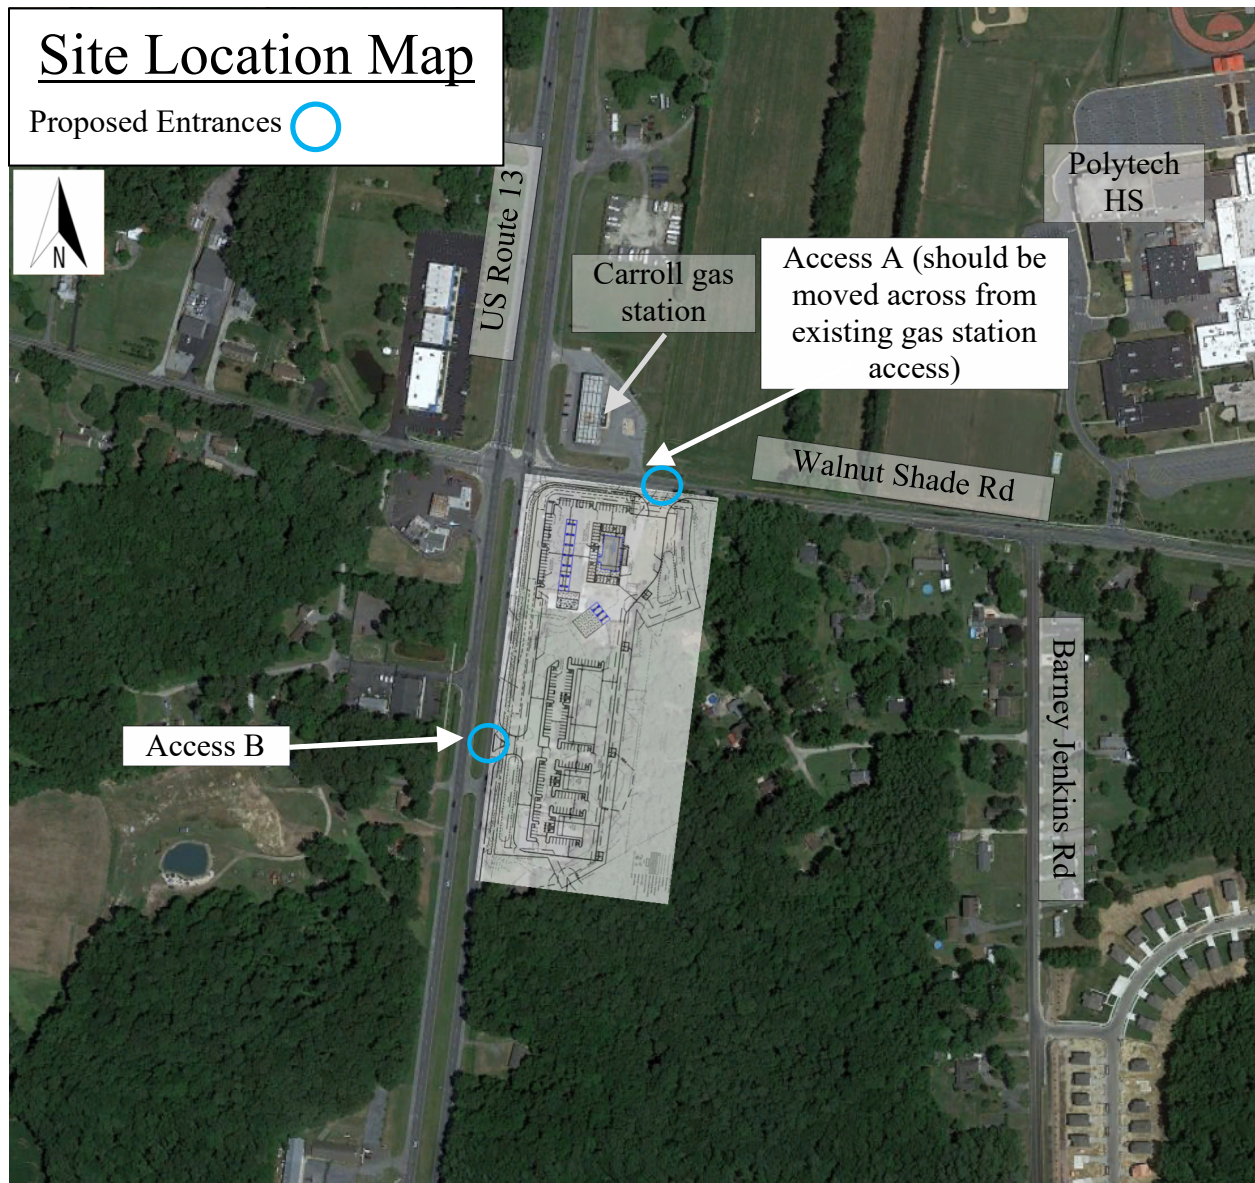 Site Location Map
Proposed Entrances
N
US Route 13
Polytech
HS
Carroll gas
station
Access A (should be
moved across from
existing gas station
access)
Walnut Shade Rd
Access B
Barney Jenkins Rd